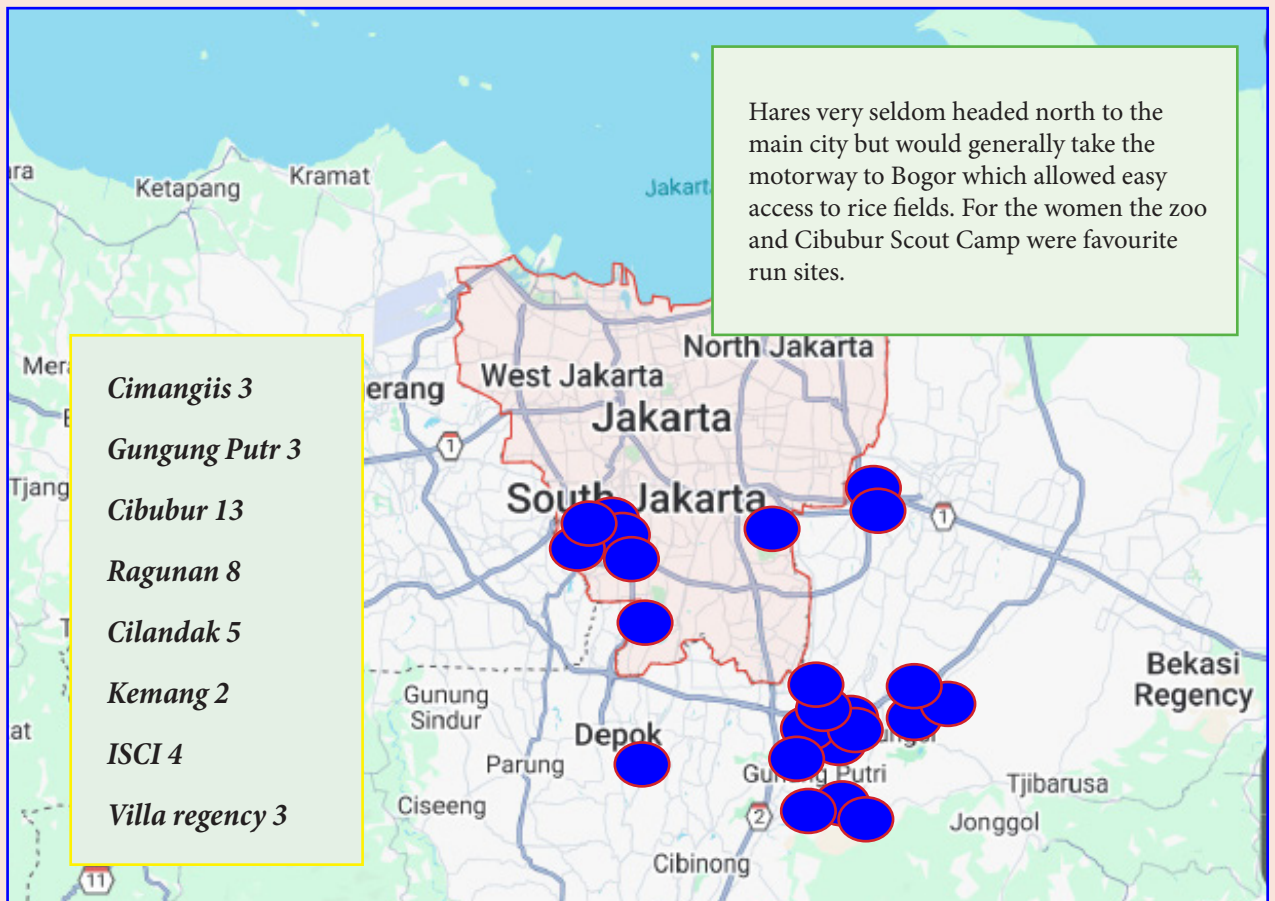 Hares very seldom headed north to the
main city but would generally take the
motorway to Bogor which allowed easy
access to rice fields. For the women the zoo
and Cibubur Scout Camp were favourite
run sites.
Ketapang
Kramat
North Jakarta
West Jakarta
Jakarta
1
South Jakarta
1
Cimangiis 3
Gungung Putr 3
Cibubur 13
Ragunan 8
Cilandak 5
Kemang 2
ISCI 4
Villa regency 3
Bekasi
Regency
Gunung
Sindur
Depok
Parung
Gunung Putri
Tjibarusa
Ciseeng
2
Jonggol
Cibinong
11